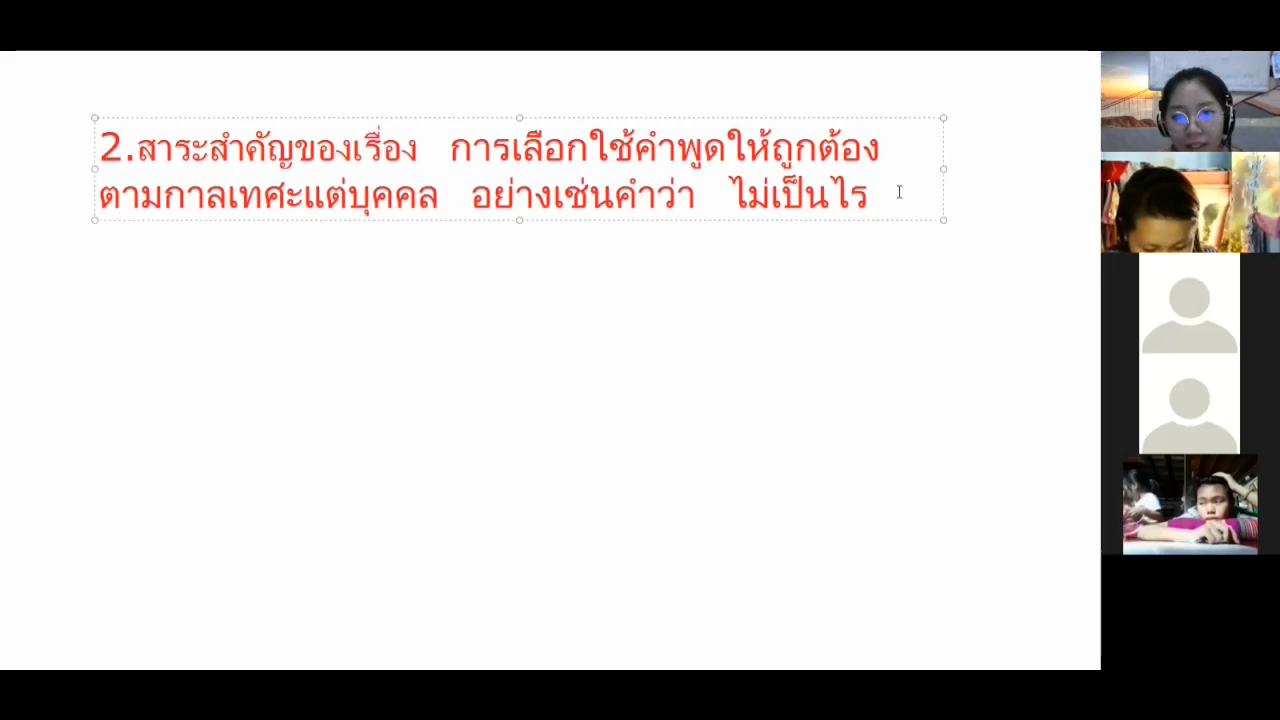 2.สาระสำคัญของเรื่อง การเลือกใช้คำพูดให้ถูกต้อง
ตามกาลเทศะแต่บุคคล อย่างเช่นคำว่า ไม่เป็นไร